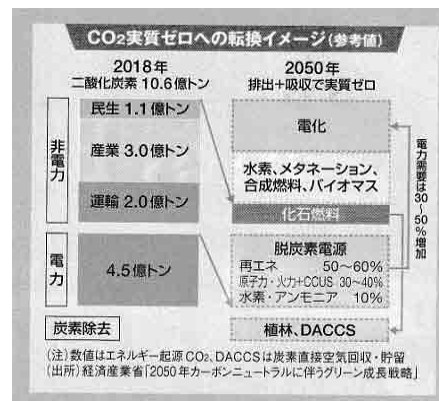 CO₂実質ゼロへの転換イメージ(参考値)
2018年
二酸化炭素 10.6億トン
2050年
排出+吸収で実質ゼロ
非電力
民生 1.1億トン
産業 3.0億トン
運輸 2.0億トン
電力
4.5億トン
炭素除去
電化
水素、メタネーション、
合成燃料、バイオマス
化石燃料
脱炭素電源
再エネ 50〜60%
原子力・火力+CCUS 30〜40%
水素・アンモニア 10%
植林、DACCS
電力需要は30〜50%増加
(注)数値はエネルギー起源CO₂、DACCSは炭素直接空気回収・貯留
(出所)経済産業省「2050年カーボンニュートラルに伴うグリーン成長戦略」